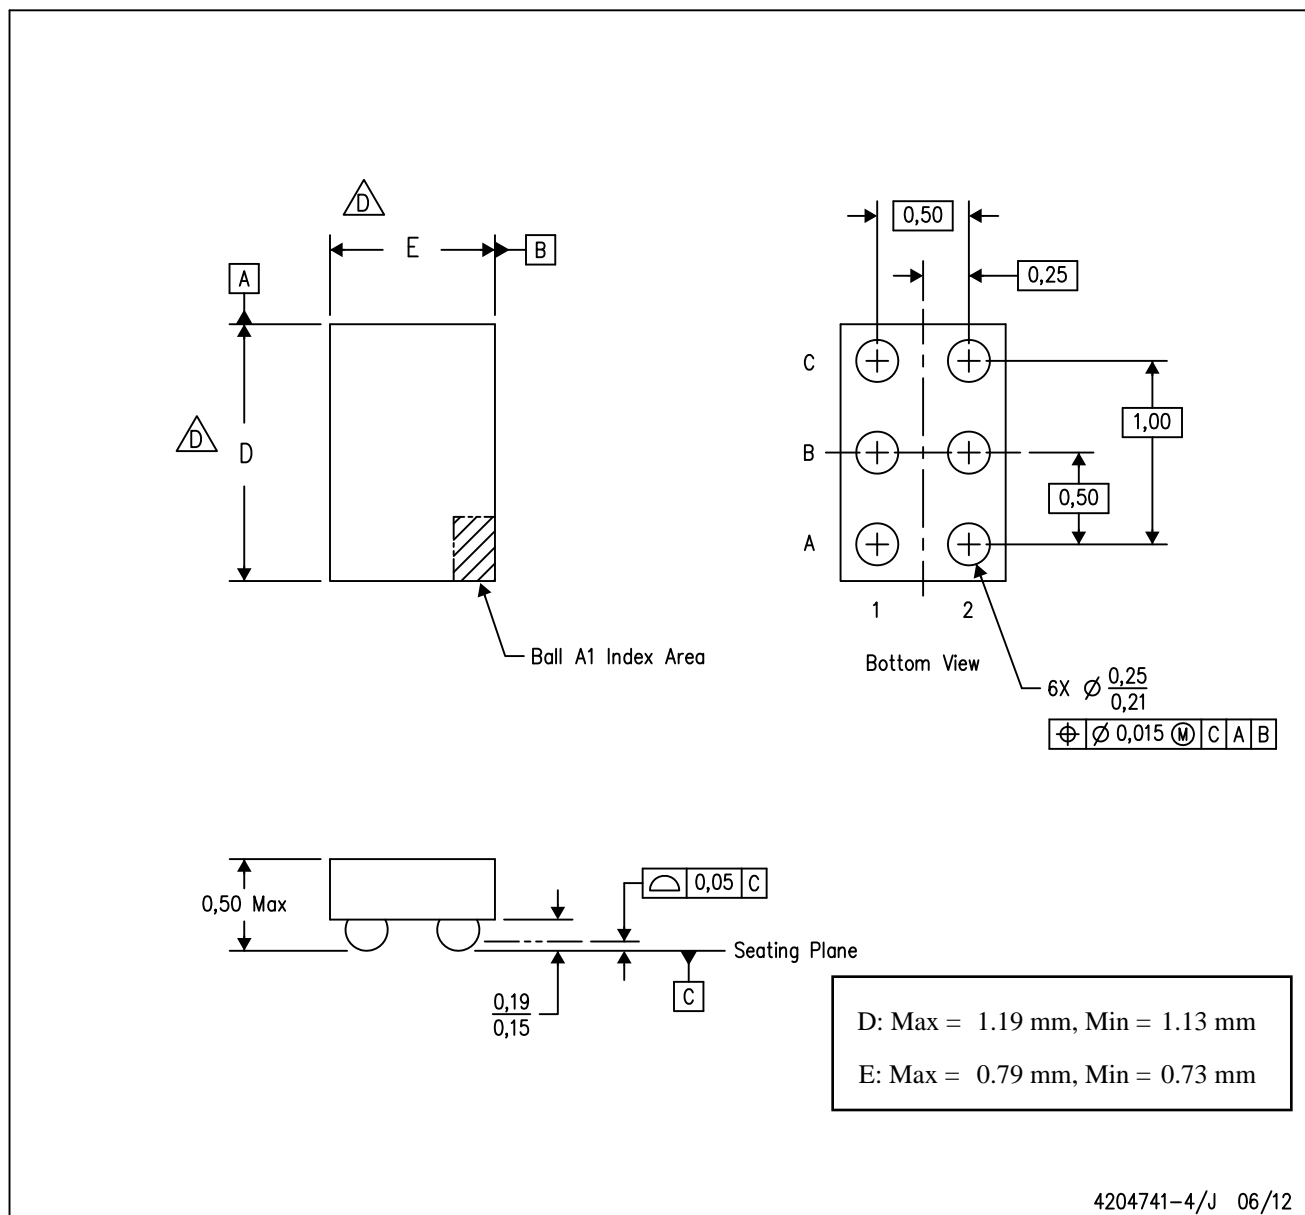 D
E
B
A
D
D
Ball A1 Index Area
0,50
0,25
C
B
A
1,00
0,50
1
2
Bottom View
6X Ø 0,25
0,21
⌖ Ø 0,015 Ⓜ C A B
0,50 Max
0,05 C
Seating Plane
C
0,19
0,15
D: Max = 1.19 mm, Min = 1.13 mm
E: Max = 0.79 mm, Min = 0.73 mm
4204741-4/J 06/12